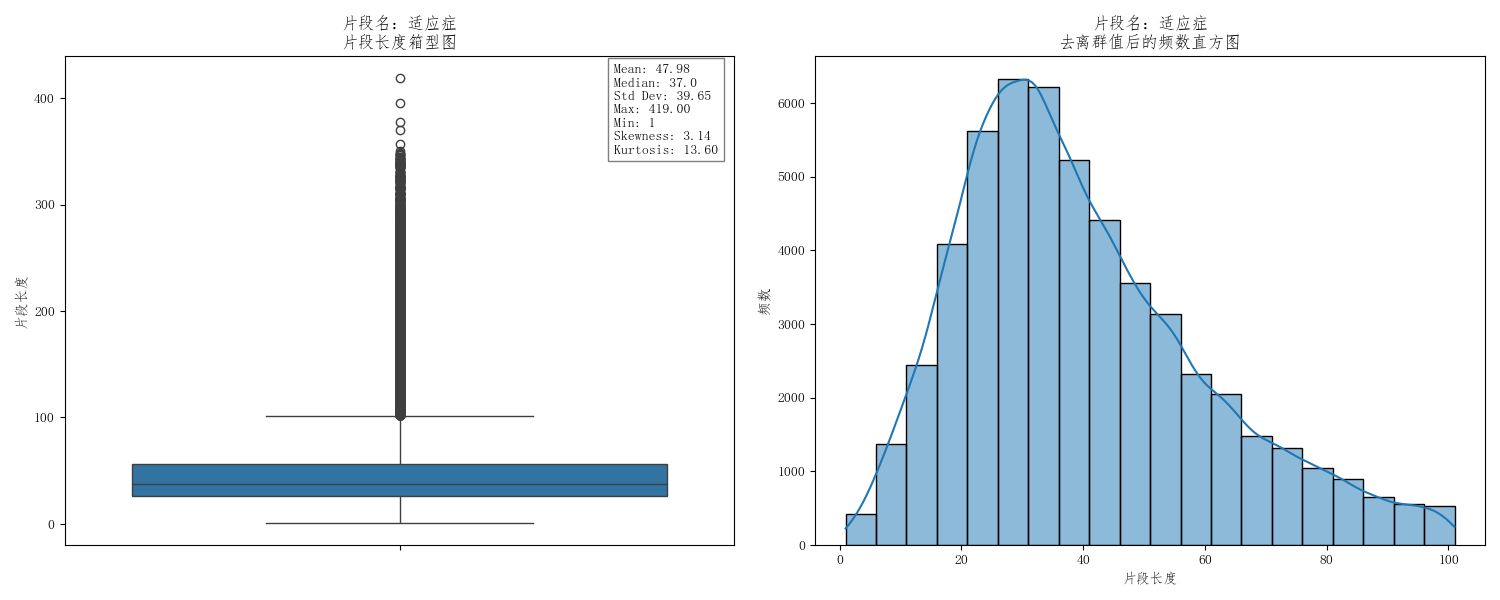 片段名：适应症
片段长度箱型图
Mean: 47.98
Median: 37.0
Std Dev: 39.65
Max: 419.00
Min: 1
Skewness: 3.14
Kurtosis: 13.60
片段长度
400
300
200
100
0
片段名：适应症
去离群值后的频数直方图
频数
6000
5000
4000
3000
2000
1000
0
0 20 40 60 80 100
片段长度